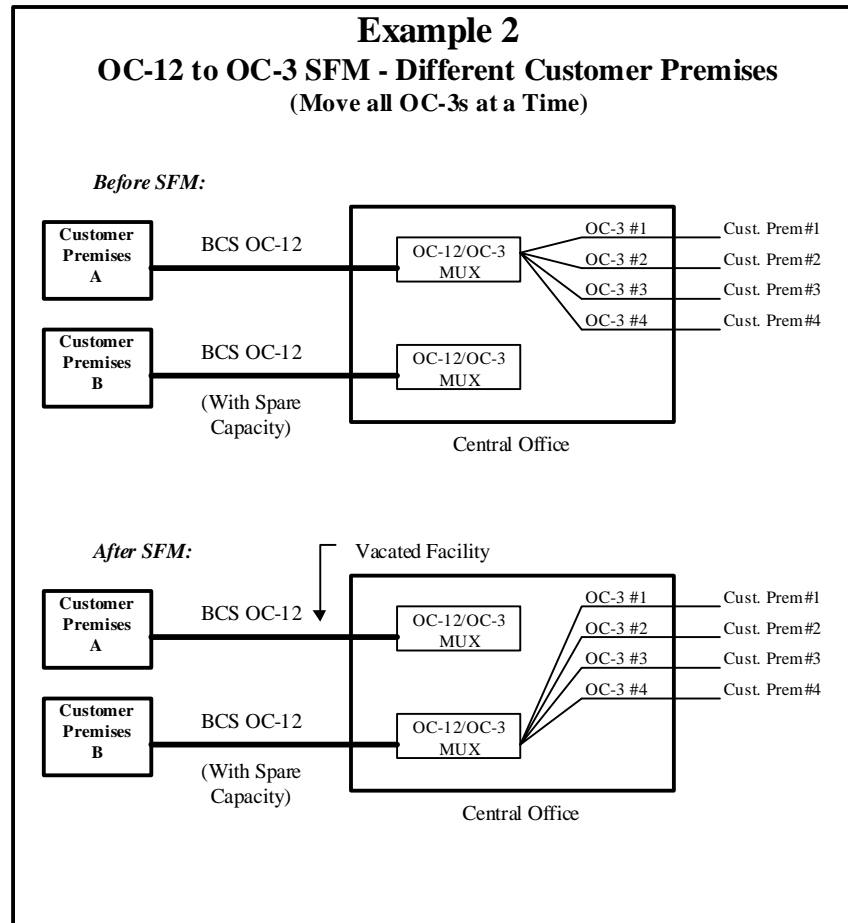 Example 2
OC-12 to OC-3 SFM - Different Customer Premises
(Move all OC-3s at a Time)
Before SFM:
Customer
Premises
A
BCS OC-12
OC-12/OC-3
MUX
OC-3 #1
Cust. Prem#1
OC-3 #2
Cust. Prem#2
OC-3 #3
Cust. Prem#3
OC-3 #4
Cust. Prem#4
Customer
Premises
B
BCS OC-12
OC-12/OC-3
MUX
(With Spare
Capacity)
Central Office
After SFM:
Vacated Facility
Customer
Premises
A
BCS OC-12
OC-12/OC-3
MUX
OC-3 #1
Cust. Prem#1
OC-3 #2
Cust. Prem#2
OC-3 #3
Cust. Prem#3
OC-3 #4
Cust. Prem#4
Customer
Premises
B
BCS OC-12
OC-12/OC-3
MUX
(With Spare
Capacity)
Central Office